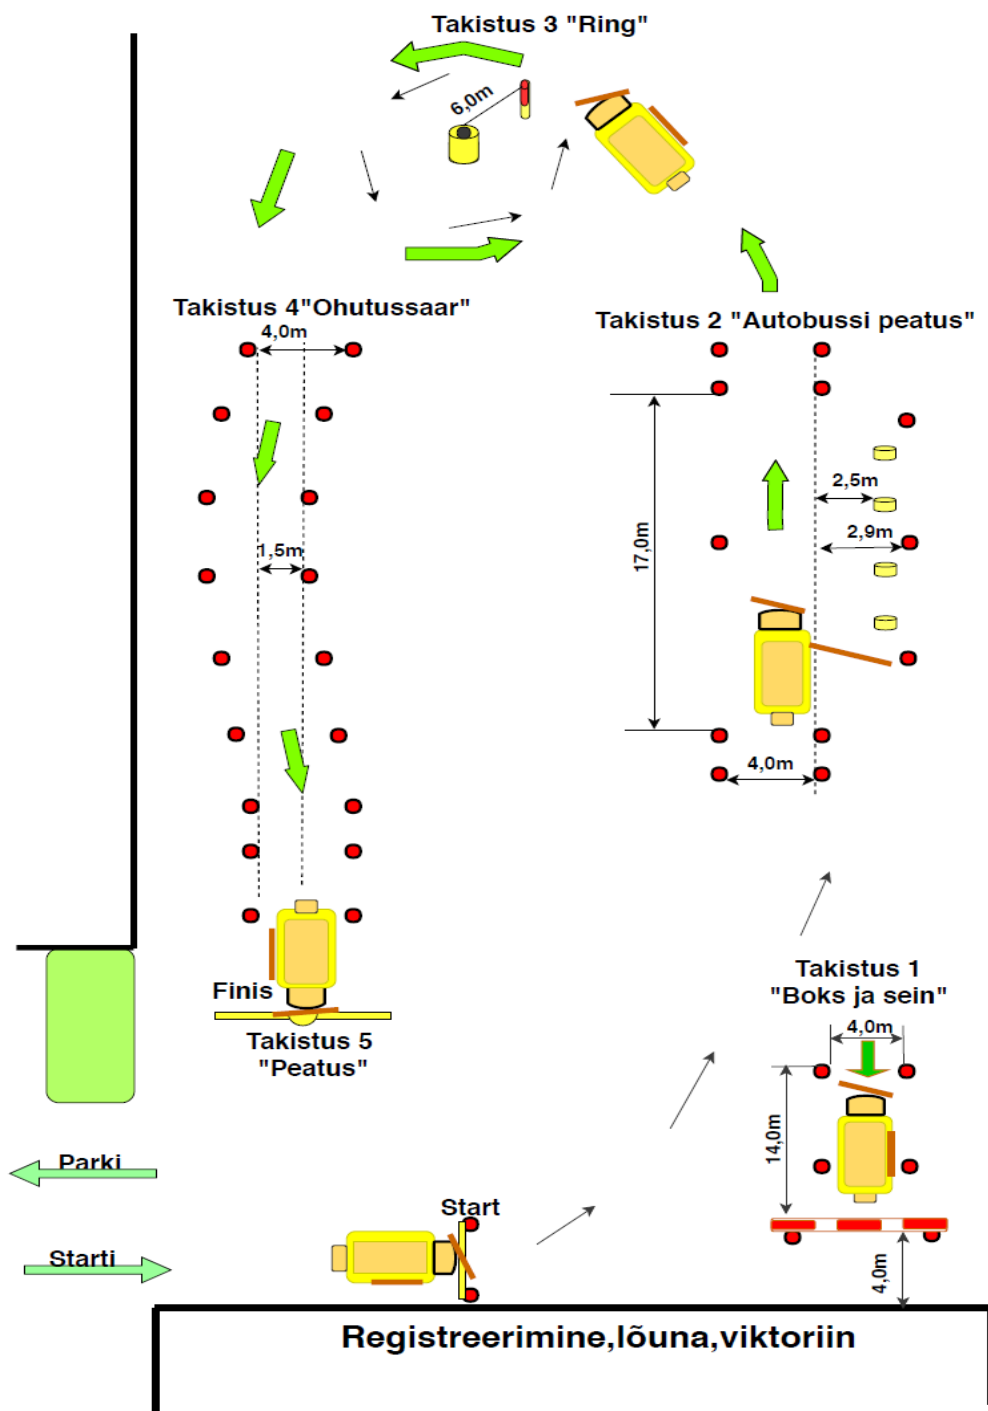 Takistus 3 "Ring"
6,0m
Takistus 4"Ohutussaar"
4,0m
Takistus 2 "Autobussi peatus"
2,5m
2,9m
17,0m
1,5m
4,0m
Takistus 1
"Boks ja sein"
4,0m
14,0m
4,0m
Finis
Takistus 5
"Peatus"
Parki
Start
Starti
Registreerimine,lõuna,viktoriin